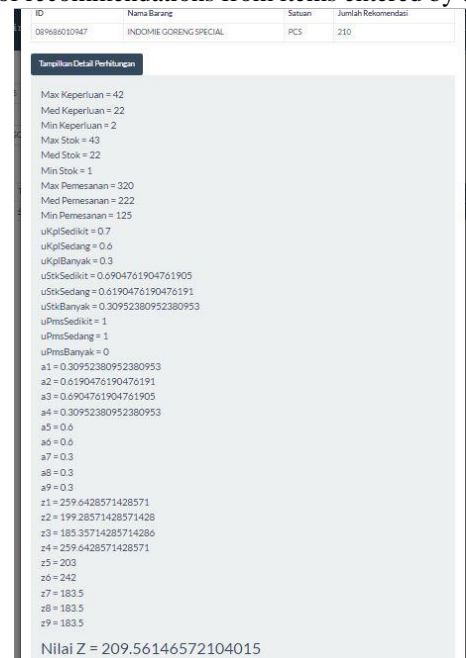 of recommendations from items entered by
ID Nama Barang Satuan Jumlah Rekomendasi
089686010947 INDOMIE GORENG SPECIAL PCS 210
Tampilkan Detail Perhitungan
Max Keperluan = 42
Med Keperluan = 22
Min Keperluan = 2
Max Stok = 43
Med Stok = 22
Min Stok = 1
Max Pemesanan = 320
Med Pemesanan = 222
Min Pemesanan = 125
uKplSedikit = 0.7
uKplSedang = 0.6
uKplBanyak = 0.3
uStkSedikit = 0.6904761904761905
uStkSedang = 0.6190476190476191
uStkBanyak = 0.30952380952380953
uPmsSedikit = 1
uPmsSedang = 1
uPmsBanyak = 0
a1 = 0.30952380952380953
a2 = 0.6190476190476191
a3 = 0.6904761904761905
a4 = 0.30952380952380953
a5 = 0.6
a6 = 0.6
a7 = 0.3
a8 = 0.3
a9 = 0.3
z1 = 259.6428571428571
z2 = 199.28571428571428
z3 = 185.35714285714286
z4 = 259.6428571428571
z5 = 203
z6 = 242
z7 = 183.5
z8 = 183.5
z9 = 183.5
Nilai Z = 209.56146572104015